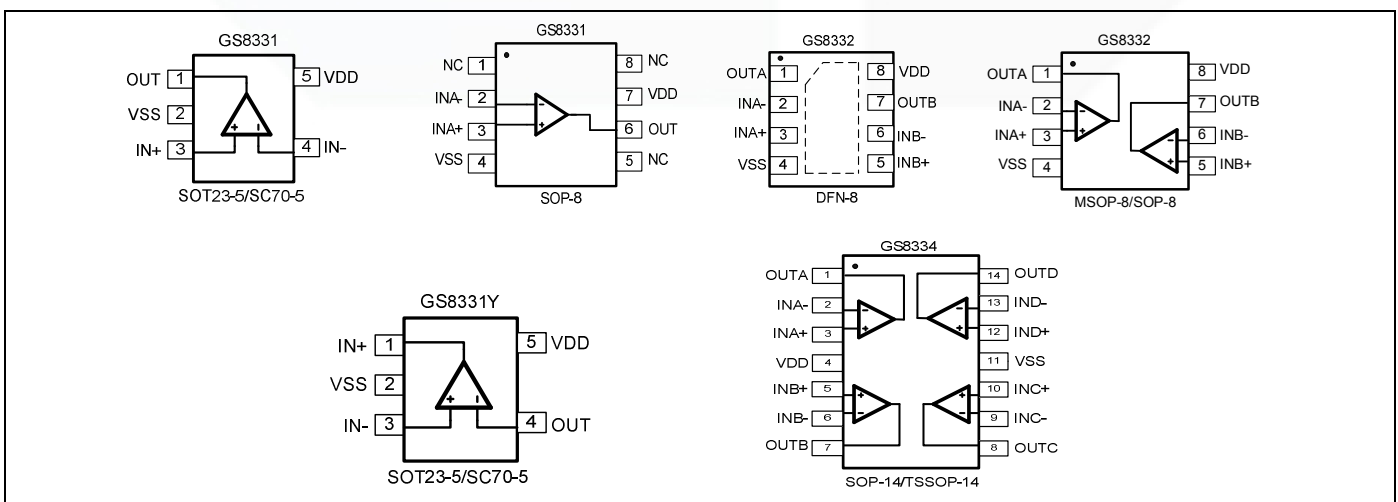 GS8331
OUT 1
5 VDD
VSS 2
IN+ 3
4 IN-
+ -
SOT23-5/SC70-5
GS8331
NC 1
8 NC
INA- 2
7 VDD
INA+ 3
6 OUT
VSS 4
5 NC
-
+
SOP-8
GS8332
OUTA 1
8 VDD
INA- 2
7 OUTB
INA+ 3
6 INB-
VSS 4
5 INB+
DFN-8
GS8332
OUTA 1
8 VDD
INA- 2
7 OUTB
INA+ 3
6 INB-
VSS 4
5 INB+
- +
- +
MSOP-8/SOP-8
GS8331Y
IN+ 1
5 VDD
VSS 2
IN- 3
4 OUT
+ -
SOT23-5/SC70-5
GS8334
OUTA 1
14 OUTD
INA- 2
13 IND-
INA+ 3
12 IND+
VDD 4
11 VSS
INB+ 5
10 INC+
INB- 6
9 INC-
OUTB 7
8 OUTC
- +
- +
+ -
+ -
SOP-14/TSSOP-14